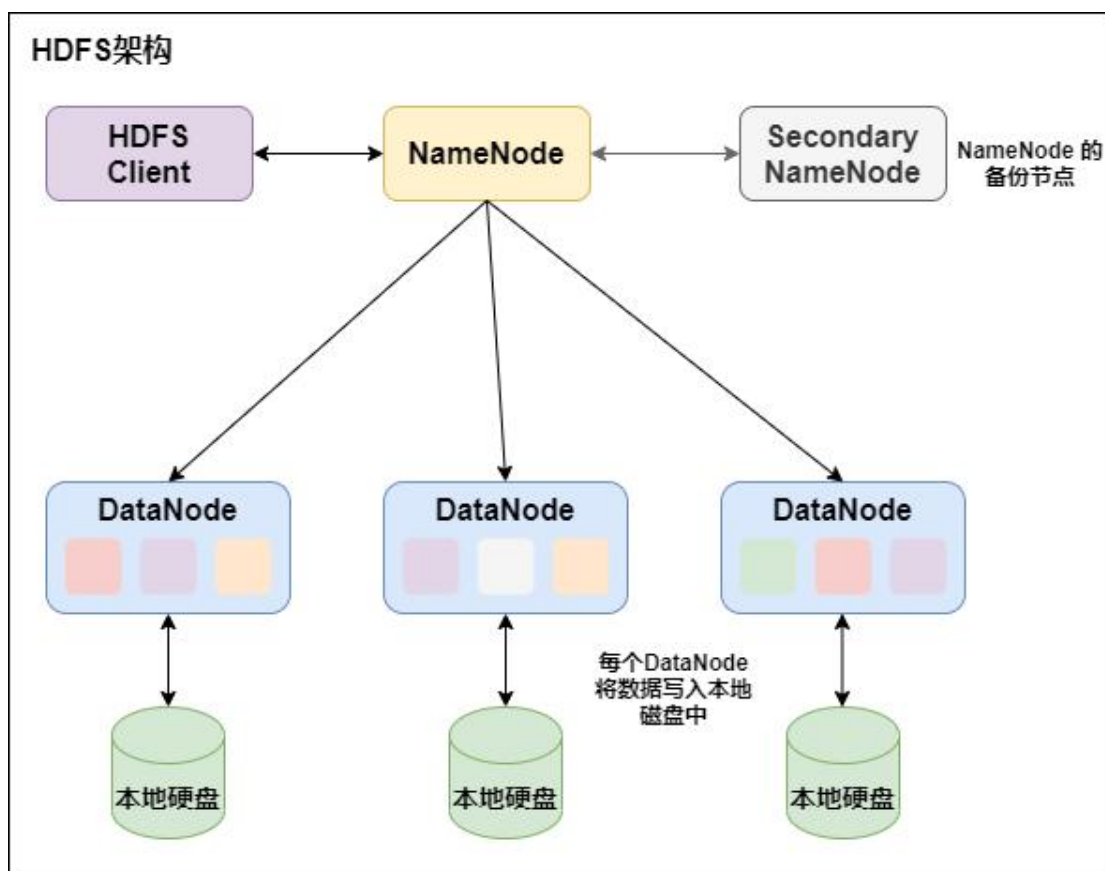 HDFS架构
HDFS
Client
NameNode
Secondary
NameNode
NameNode 的
备份节点
DataNode
DataNode
DataNode
每个DataNode
将数据写入本地
磁盘中
本地硬盘
本地硬盘
本地硬盘